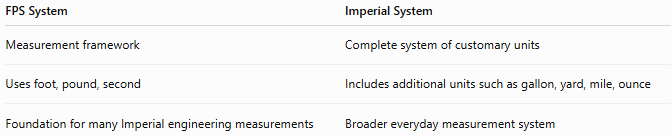 FPS System Imperial System
Measurement framework Complete system of customary units
Uses foot, pound, second Includes additional units such as gallon, yard, mile, ounce
Foundation for many Imperial engineering measurements Broader everyday measurement system